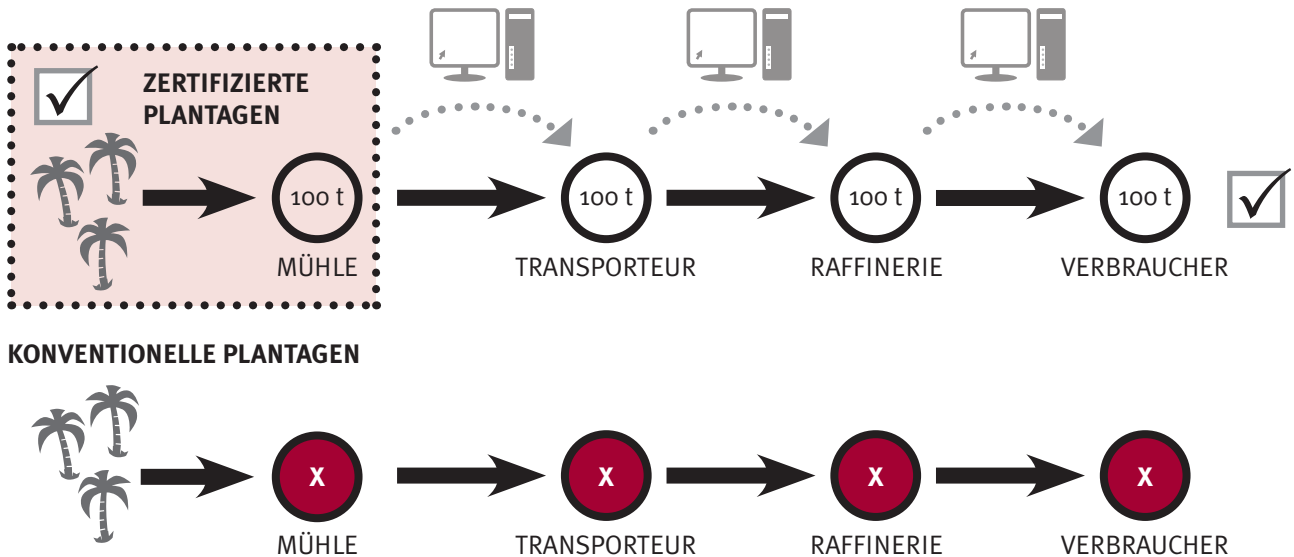 ZERTIFIZIERTE
PLANTAGEN
100 t
100 t
100 t
100 t
MÜHLE
TRANSPORTEUR
RAFFINERIE
VERBRAUCHER
KONVENTIONELLE PLANTAGEN
X
X
X
X
MÜHLE
TRANSPORTEUR
RAFFINERIE
VERBRAUCHER